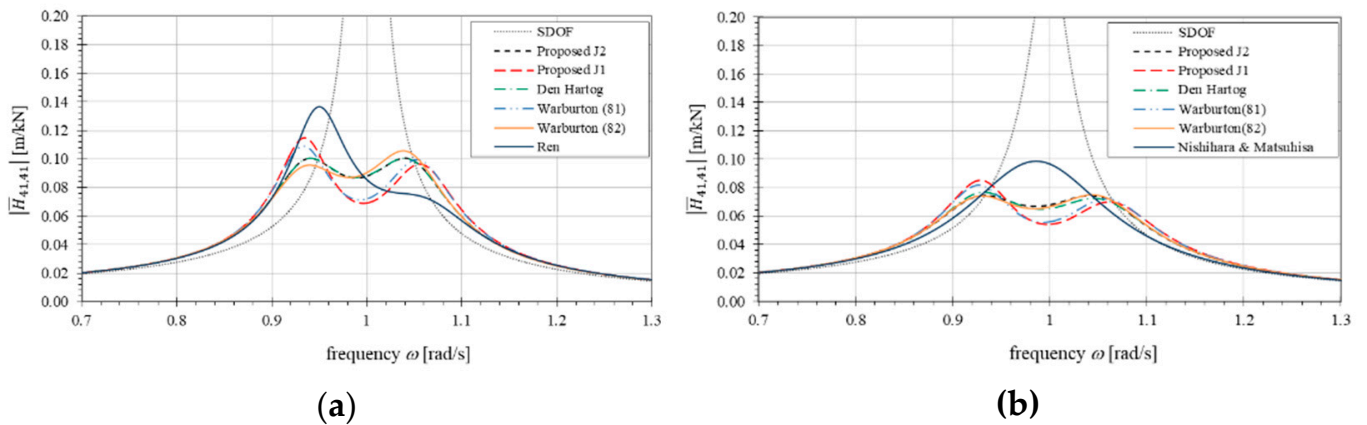 0.20
0.18
0.16
0.14
0.12
0.10
0.08
0.06
0.04
0.02
0.00
|H̅41,41| [m/kN]
SDOF
Proposed J2
Proposed J1
Den Hartog
Warburton (81)
Warburton (82)
Ren
0.7 0.8 0.9 1 1.1 1.2 1.3
frequency ω [rad/s]
(a)
0.20
0.18
0.16
0.14
0.12
0.10
0.08
0.06
0.04
0.02
0.00
|H̅41,41| [m/kN]
SDOF
Proposed J2
Proposed J1
Den Hartog
Warburton(81)
Warburton(82)
Nishihara & Matsuhisa
0.7 0.8 0.9 1 1.1 1.2 1.3
frequency ω [rad/s]
(b)